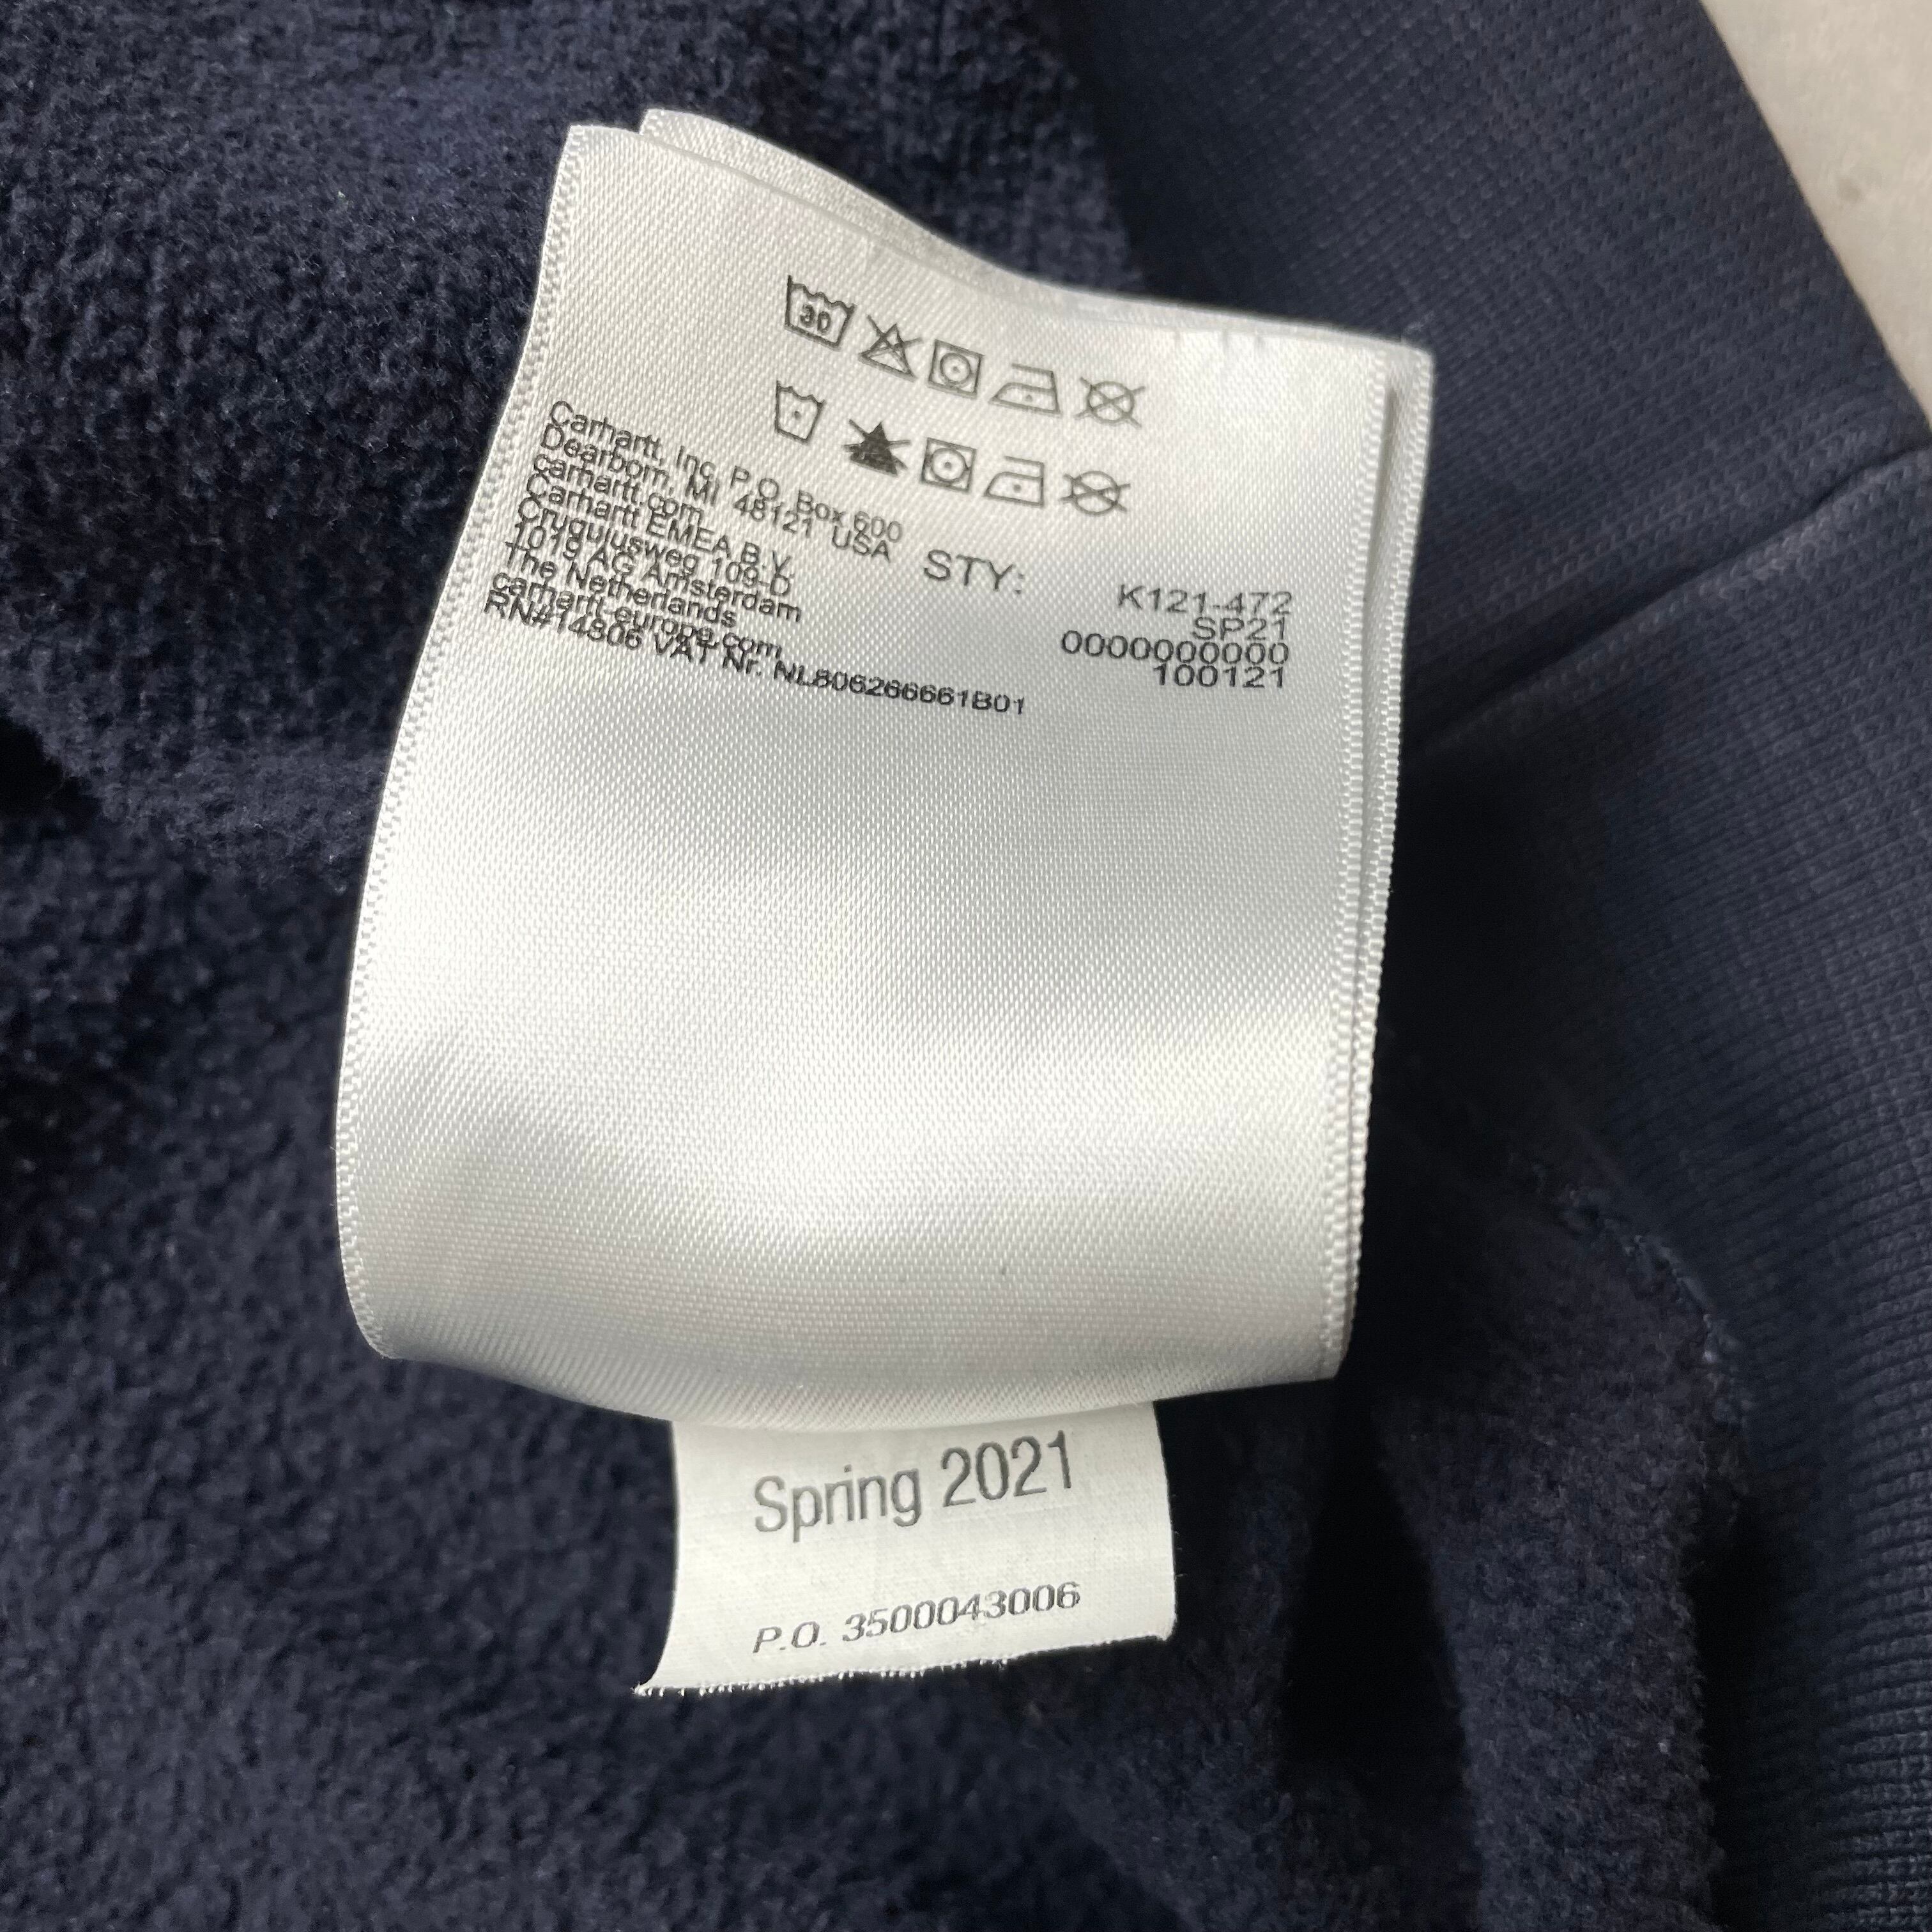 30
Carhartt, Inc. P.O. Box 600
Dearborn, MI 48121 USA
carhartt.com
Carhartt EMEA B.V.
Cruquiusweg 109-D
1019 AG Amsterdam
The Netherlands
carhartt-europe.com
RN#14806 VAT Nr. NL806266661B01
STY: K121-472
SP21
0000000000
100121
Spring 2021
P.O. 3500043006